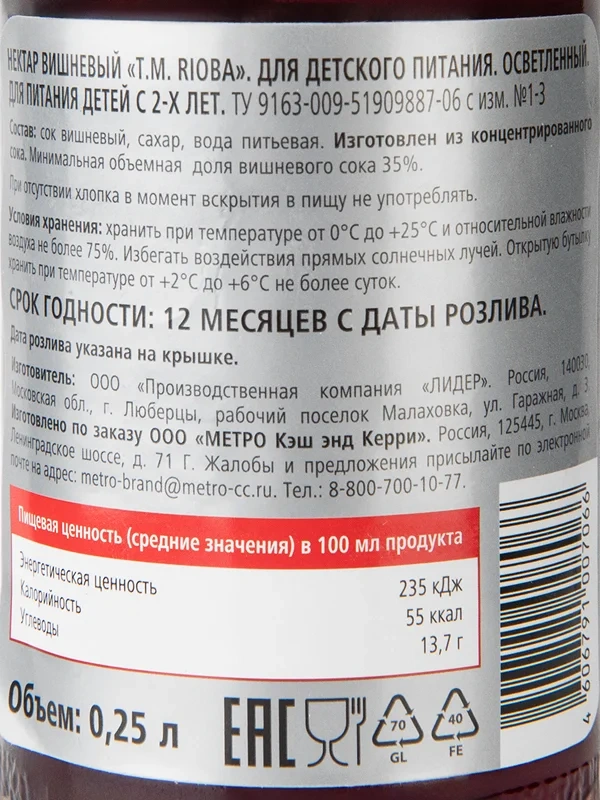 НЕКТАР ВИШНЕВЫЙ «Т.М. RIOBA». ДЛЯ ДЕТСКОГО ПИТАНИЯ. ОСВЕТЛЕННЫЙ.
ДЛЯ ПИТАНИЯ ДЕТЕЙ С 2-Х ЛЕТ. ТУ 9163-009-51909887-06 с изм. №1-3
Состав: сок вишневый, сахар, вода питьевая. Изготовлен из концентрированного
сока. Минимальная объемная доля вишневого сока 35%.
При отсутствии хлопка в момент вскрытия в пищу не употреблять.
Условия хранения: хранить при температуре от 0°C до +25°C и относительной влажности
воздуха не более 75%. Избегать воздействия прямых солнечных лучей. Открытую бутылку
хранить при температуре от +2°C до +6°C не более суток.
СРОК ГОДНОСТИ: 12 МЕСЯЦЕВ С ДАТЫ РОЗЛИВА.
Дата розлива указана на крышке.
Изготовитель: ООО «Производственная компания «ЛИДЕР». Россия, 140030,
Московская обл., г. Люберцы, рабочий поселок Малаховка, ул. Гаражная, д. 3.
Изготовлено по заказу ООО «МЕТРО Кэш энд Керри». Россия, 125445, г. Москва,
Ленинградское шоссе, д. 71 Г. Жалобы и предложения присылайте по электронной
почте на адрес: metro-brand@metro-cc.ru. Тел.: 8-800-700-10-77.
Пищевая ценность (средние значения) в 100 мл продукта
Энергетическая ценность 235 кДж
Калорийность 55 ккал
Углеводы 13,7 г
4 606791 007066
Объем: 0,25 л
EAC
70
GL
40
FE